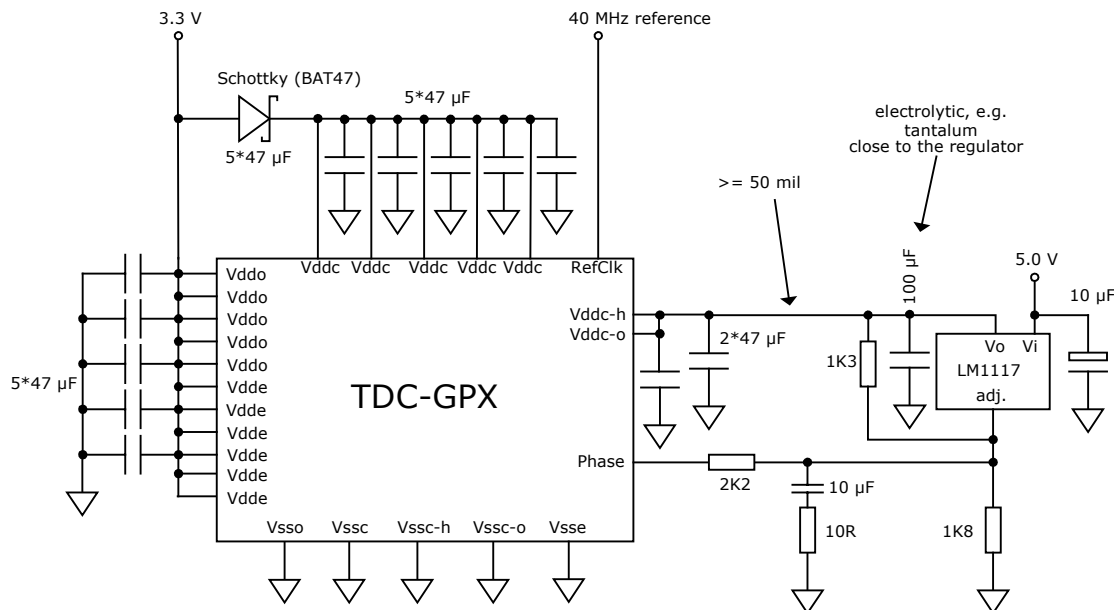 3.3 V
40 MHz reference
Schottky (BAT47)
5*47 µF
5*47 µF
electrolytic, e.g.
tantalum
close to the regulator
>= 50 mil
100 µF
5.0 V
10 µF
Vddc
Vddc
Vddc
Vddc
Vddc
RefClk
Vddo
Vddo
Vddo
Vddo
Vddo
Vdde
Vdde
Vdde
Vdde
Vdde
Vdde
5*47 µF
TDC-GPX
Vddc-h
Vddc-o
2*47 µF
1K3
Vo
Vi
LM1117
adj.
Phase
2K2
10 µF
10R
1K8
Vsso
Vssc
Vssc-h
Vssc-o
Vsse